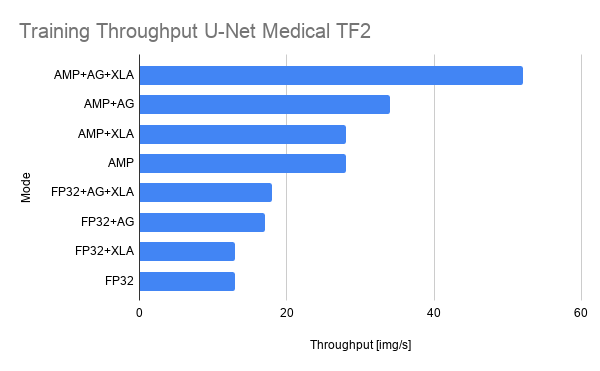 Training Throughput U-Net Medical TF2
Mode
AMP+AG+XLA
AMP+AG
AMP+XLA
AMP
FP32+AG+XLA
FP32+AG
FP32+XLA
FP32
0 20 40 60
Throughput [img/s]